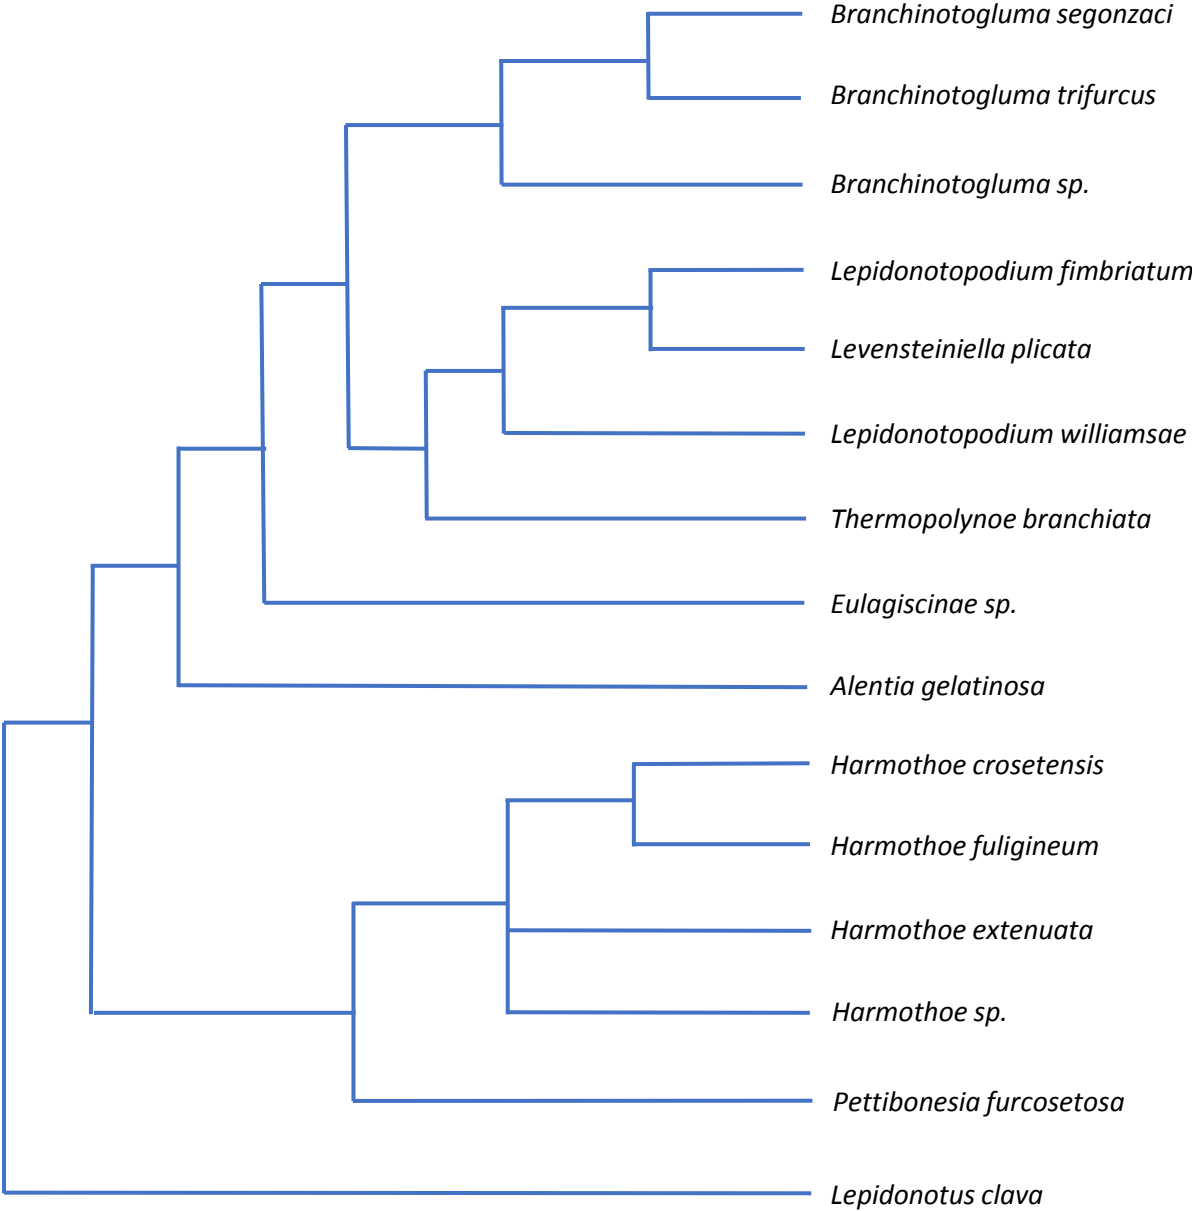 Branchinotogluma segonzaci
Branchinotogluma trifurcus
Branchinotogluma sp.
Lepidonotopodium fimbriatum
Levensteiniella plicata
Lepidonotopodium williamsae
Thermopolynoe branchiata
Eulagiscinae sp.
Alentia gelatinosa
Harmothoe crosetensis
Harmothoe fuligineum
Harmothoe extenuata
Harmothoe sp.
Pettibonesia furcosetosa
Lepidonotus clava